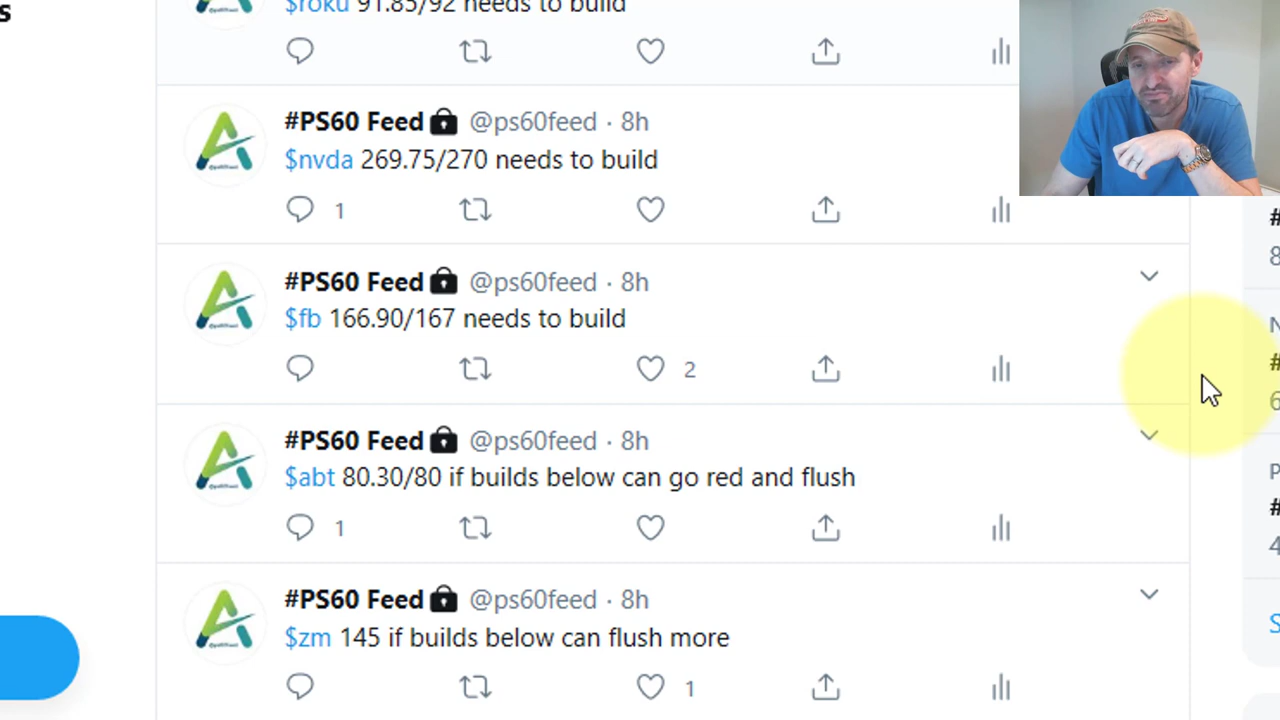 s
$roku 91.85/92 needs to build
#PS60 Feed @ps60feed · 8h
$nvda 269.75/270 needs to build
1
#PS60 Feed @ps60feed · 8h
$fb 166.90/167 needs to build
2
#PS60 Feed @ps60feed · 8h
$abt 80.30/80 if builds below can go red and flush
1
#PS60 Feed @ps60feed · 8h
$zm 145 if builds below can flush more
1
#
8
N
#
6
P
#
4
S